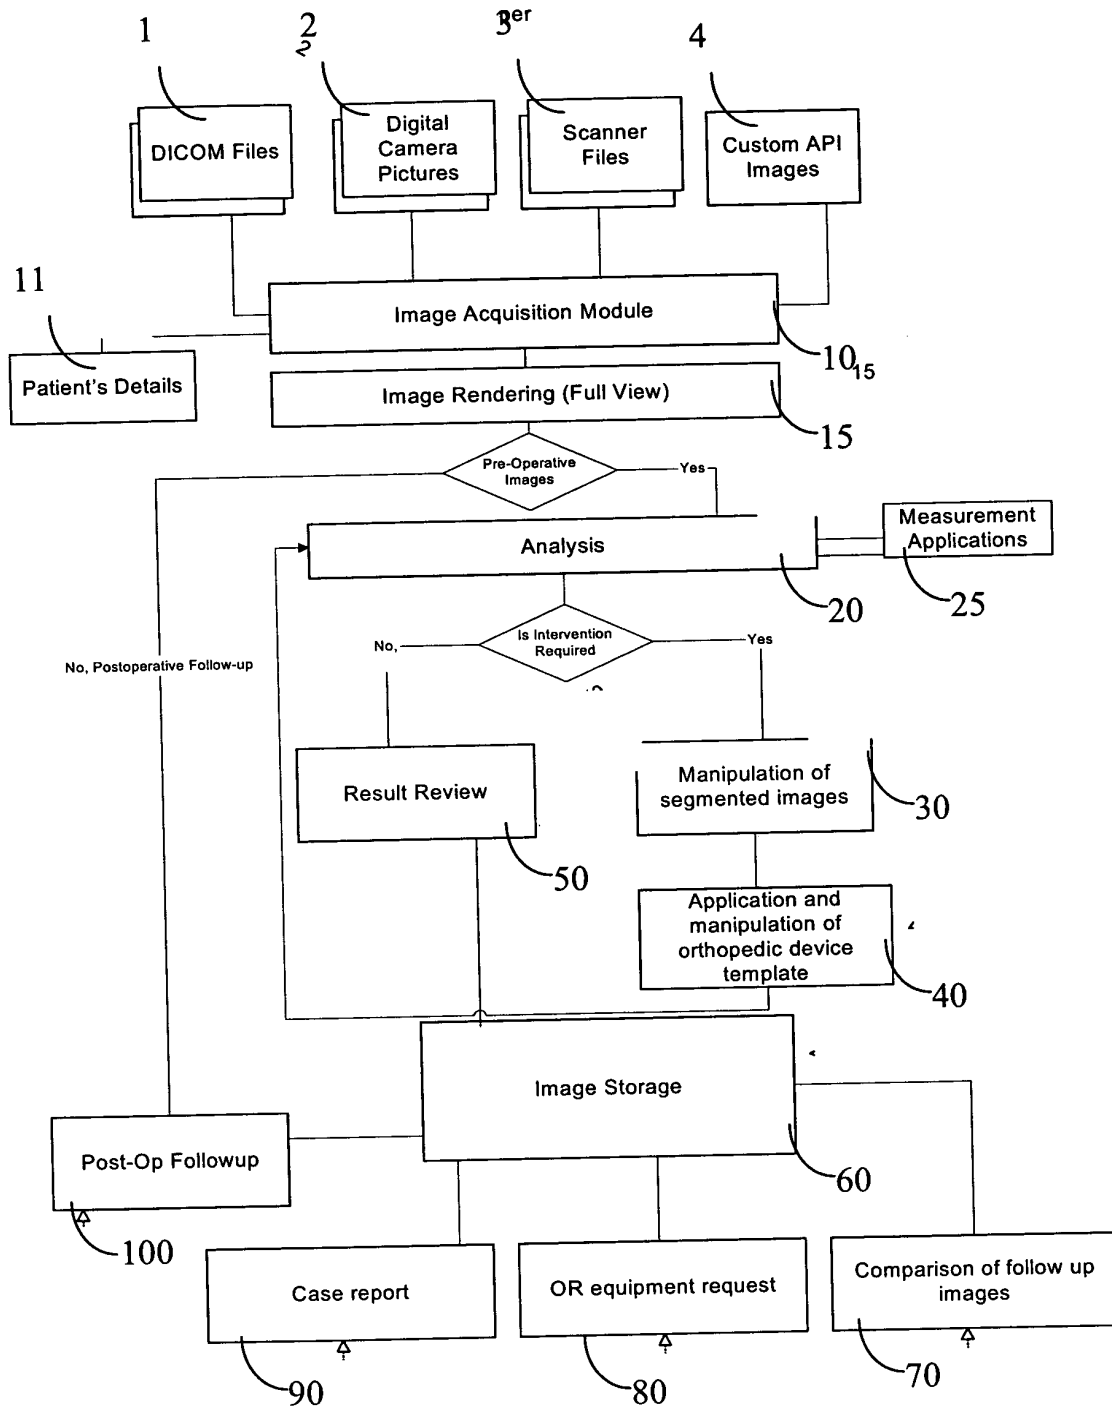 1
2
2
3
per
4
DICOM Files
Digital
Camera
Pictures
Scanner
Files
Custom API
Images
11
Image Acquisition Module
10
15
Patient's Details
Image Rendering (Full View)
15
Pre-Operative
Images
Yes
Measurement
Applications
Analysis
20
25
No, Postoperative Follow-up
Is Intervention
Required
No,
Yes
Result Review
50
Manipulation of
segmented images
30
Application and
manipulation of
orthopedic device
template
40
Image Storage
60
Post-Op Followup
100
Case report
90
OR equipment request
80
Comparison of follow up
images
70